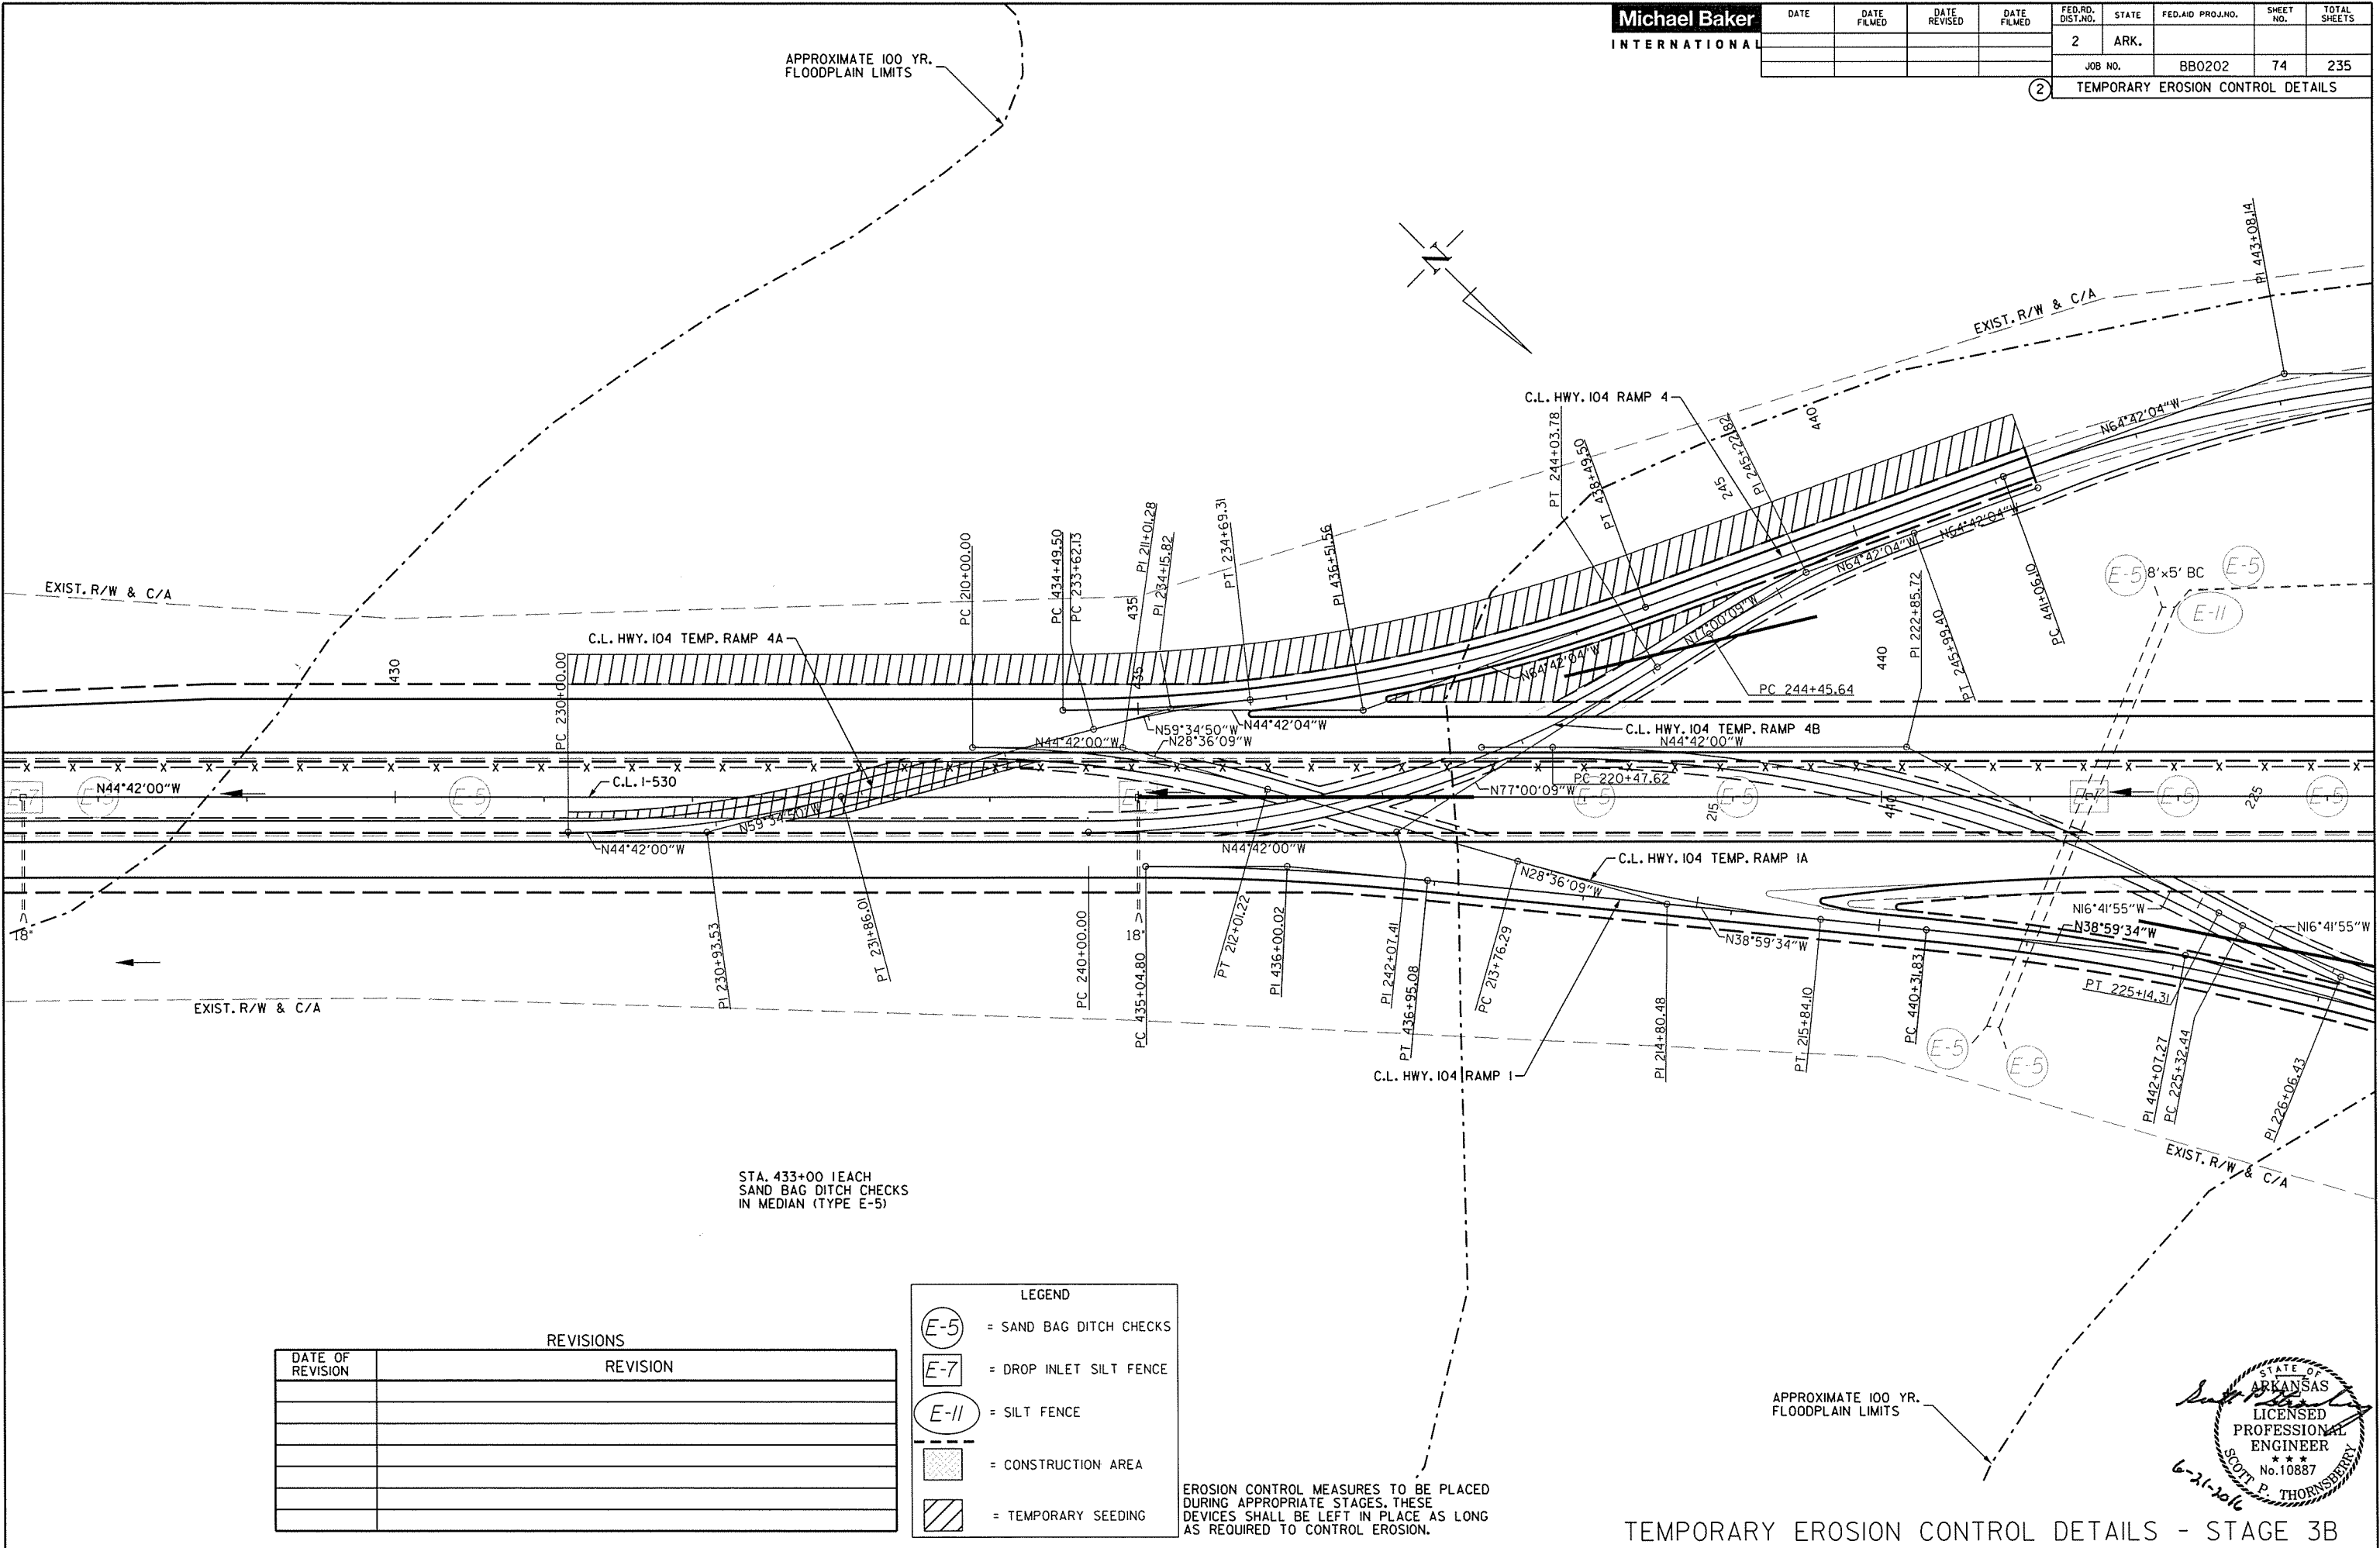 Michael Baker
INTERNATIONAL
DATE
DATE FILMED
DATE REVISED
DATE FILMED
FED.RD. DIST.NO.
STATE
FED.AID PROJ.NO.
SHEET NO.
TOTAL SHEETS
2
ARK.
JOB NO.
BB0202
74
235
2
TEMPORARY EROSION CONTROL DETAILS
APPROXIMATE 100 YR.
FLOODPLAIN LIMITS
N
PI 443+08.14
EXIST. R/W & C/A
C.L. HWY. 104 RAMP 4
440
PT 244+03.78
PT 438+49.50
245
PI 245+22.82
N64°42'04"W
N64°42'04"W
N64°42'04"W
N77°00'09"W
N64°42'04"W
E-5
8'x5' BC
E-5
E-11
EXIST. R/W & C/A
C.L. HWY. 104 TEMP. RAMP 4A
430
PC 230+00.00
PC 210+00.00
PC 434+49.50
PC 233+62.13
435
PI 211+01.28
PI 234+15.82
PT 234+69.31
PI 436+51.56
435
440
PI 222+85.72
PT 245+99.40
PC 441+06.10
PC 244+45.64
N59°34'50"W
N44°42'04"W
N44°42'00"W
N28°36'09"W
C.L. HWY. 104 TEMP. RAMP 4B
N44°42'00"W
PC 220+47.62
N77°00'09"W
E-7
E-5
N44°42'00"W
E-5
C.L. I-530
E-7
E-5
215
E-5
440
E-7
E-5
225
E-5
N59°34'50"W
N44°42'00"W
N44°42'00"W
C.L. HWY. 104 TEMP. RAMP 1A
N28°36'09"W
N38°59'34"W
N16°41'55"W
N38°59'34"W
N16°41'55"W
18"
18"
EXIST. R/W & C/A
PI 230+93.53
PT 231+86.01
PC 240+00.00
PC 435+04.80
PT 212+01.22
PI 436+00.02
PI 242+07.41
PT 436+95.08
PC 213+76.29
PI 214+80.48
PT 215+84.10
PC 440+31.83
PT 225+14.31
E-5
E-5
PI 442+07.27
PC 225+32.44
PI 226+06.43
C.L. HWY. 104 RAMP 1
EXIST. R/W & C/A
STA. 433+00 1 EACH
SAND BAG DITCH CHECKS
IN MEDIAN (TYPE E-5)
REVISIONS
DATE OF REVISION
REVISION
LEGEND
E-5 = SAND BAG DITCH CHECKS
E-7 = DROP INLET SILT FENCE
E-11 = SILT FENCE
= CONSTRUCTION AREA
= TEMPORARY SEEDING
EROSION CONTROL MEASURES TO BE PLACED
DURING APPROPRIATE STAGES. THESE
DEVICES SHALL BE LEFT IN PLACE AS LONG
AS REQUIRED TO CONTROL EROSION.
APPROXIMATE 100 YR.
FLOODPLAIN LIMITS
STATE OF
ARKANSAS
LICENSED
PROFESSIONAL
ENGINEER
No.10887
SCOTT P. THORNSBERRY
6-21-2016
TEMPORARY EROSION CONTROL DETAILS - STAGE 3B